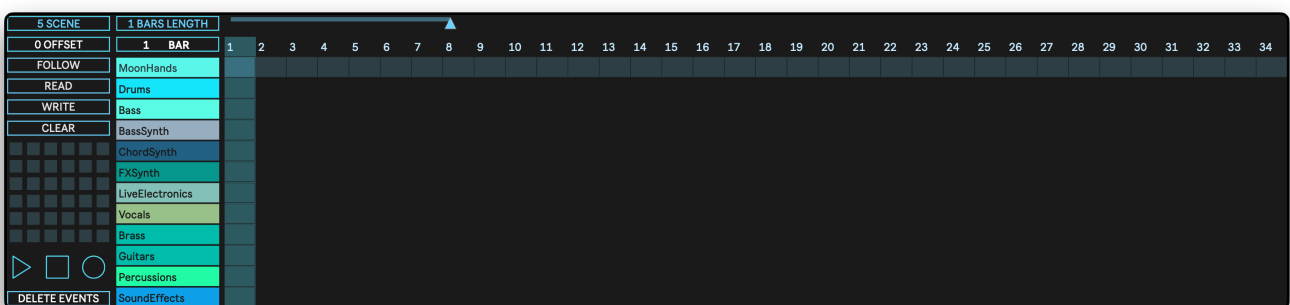 5 SCENE 1 BARS LENGTH
0 OFFSET 1 BAR 1 2 3 4 5 6 7 8 9 10 11 12 13 14 15 16 17 18 19 20 21 22 23 24 25 26 27 28 29 30 31 32 33 34
FOLLOW MoonHands
READ Drums
WRITE Bass
CLEAR BassSynth
ChordSynth
FXSynth
LiveElectronics
Vocals
Brass
Guitars
Percussions
DELETE EVENTS SoundEffects